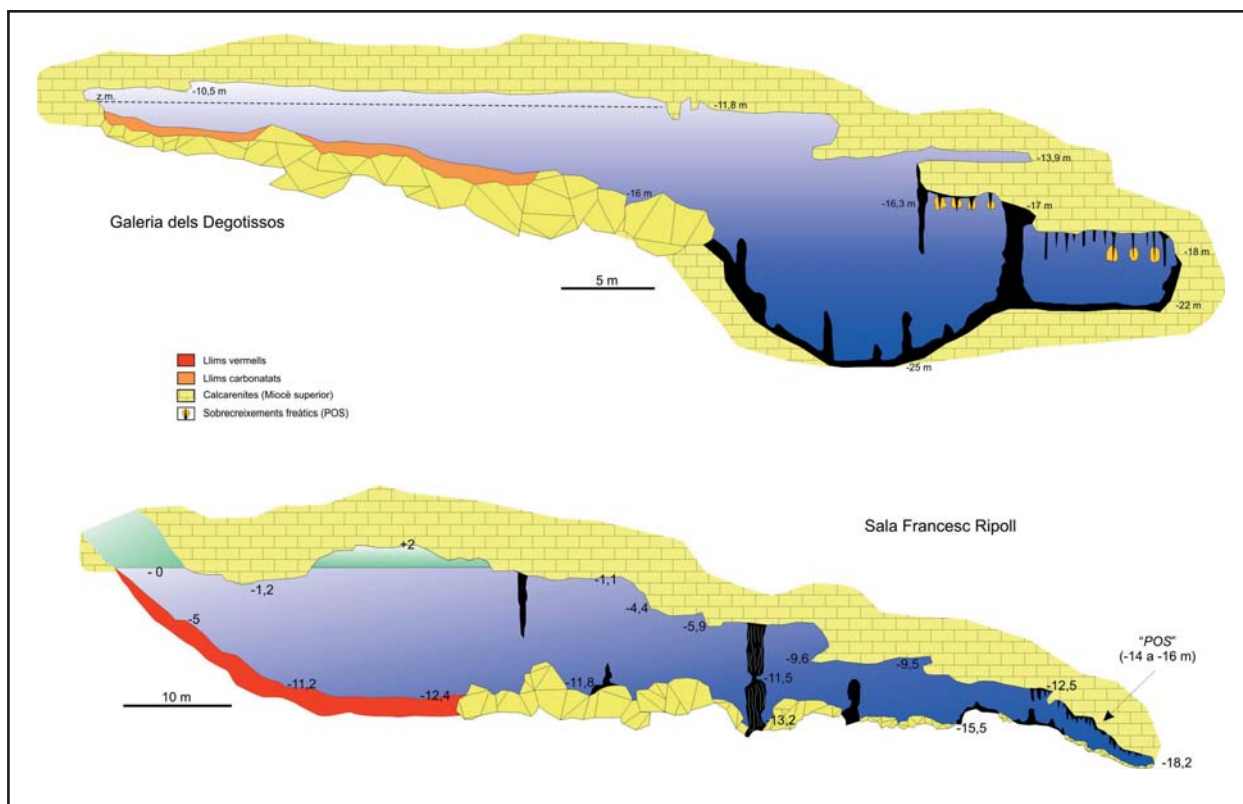 z.m.
-10,5 m
-11,8 m
-13,9 m
-16 m
-16,3 m
-17 m
-18 m
-22 m
-25 m
Galeria dels Degotissos
5 m
Llims vermells
Llims carbonatats
Calcarenites (Miocè superior)
Sobrecreixements freàtics (POS)
Sala Francesc Ripoll
+2
- 0
-1,2
-1,1
-4,4
-5
-5,9
-9,6
-9,5
"POS"
(-14 a -16 m)
-11,2
-12,4
-11,8
-11,5
-12,5
10 m
-13,2
-15,5
-18,2